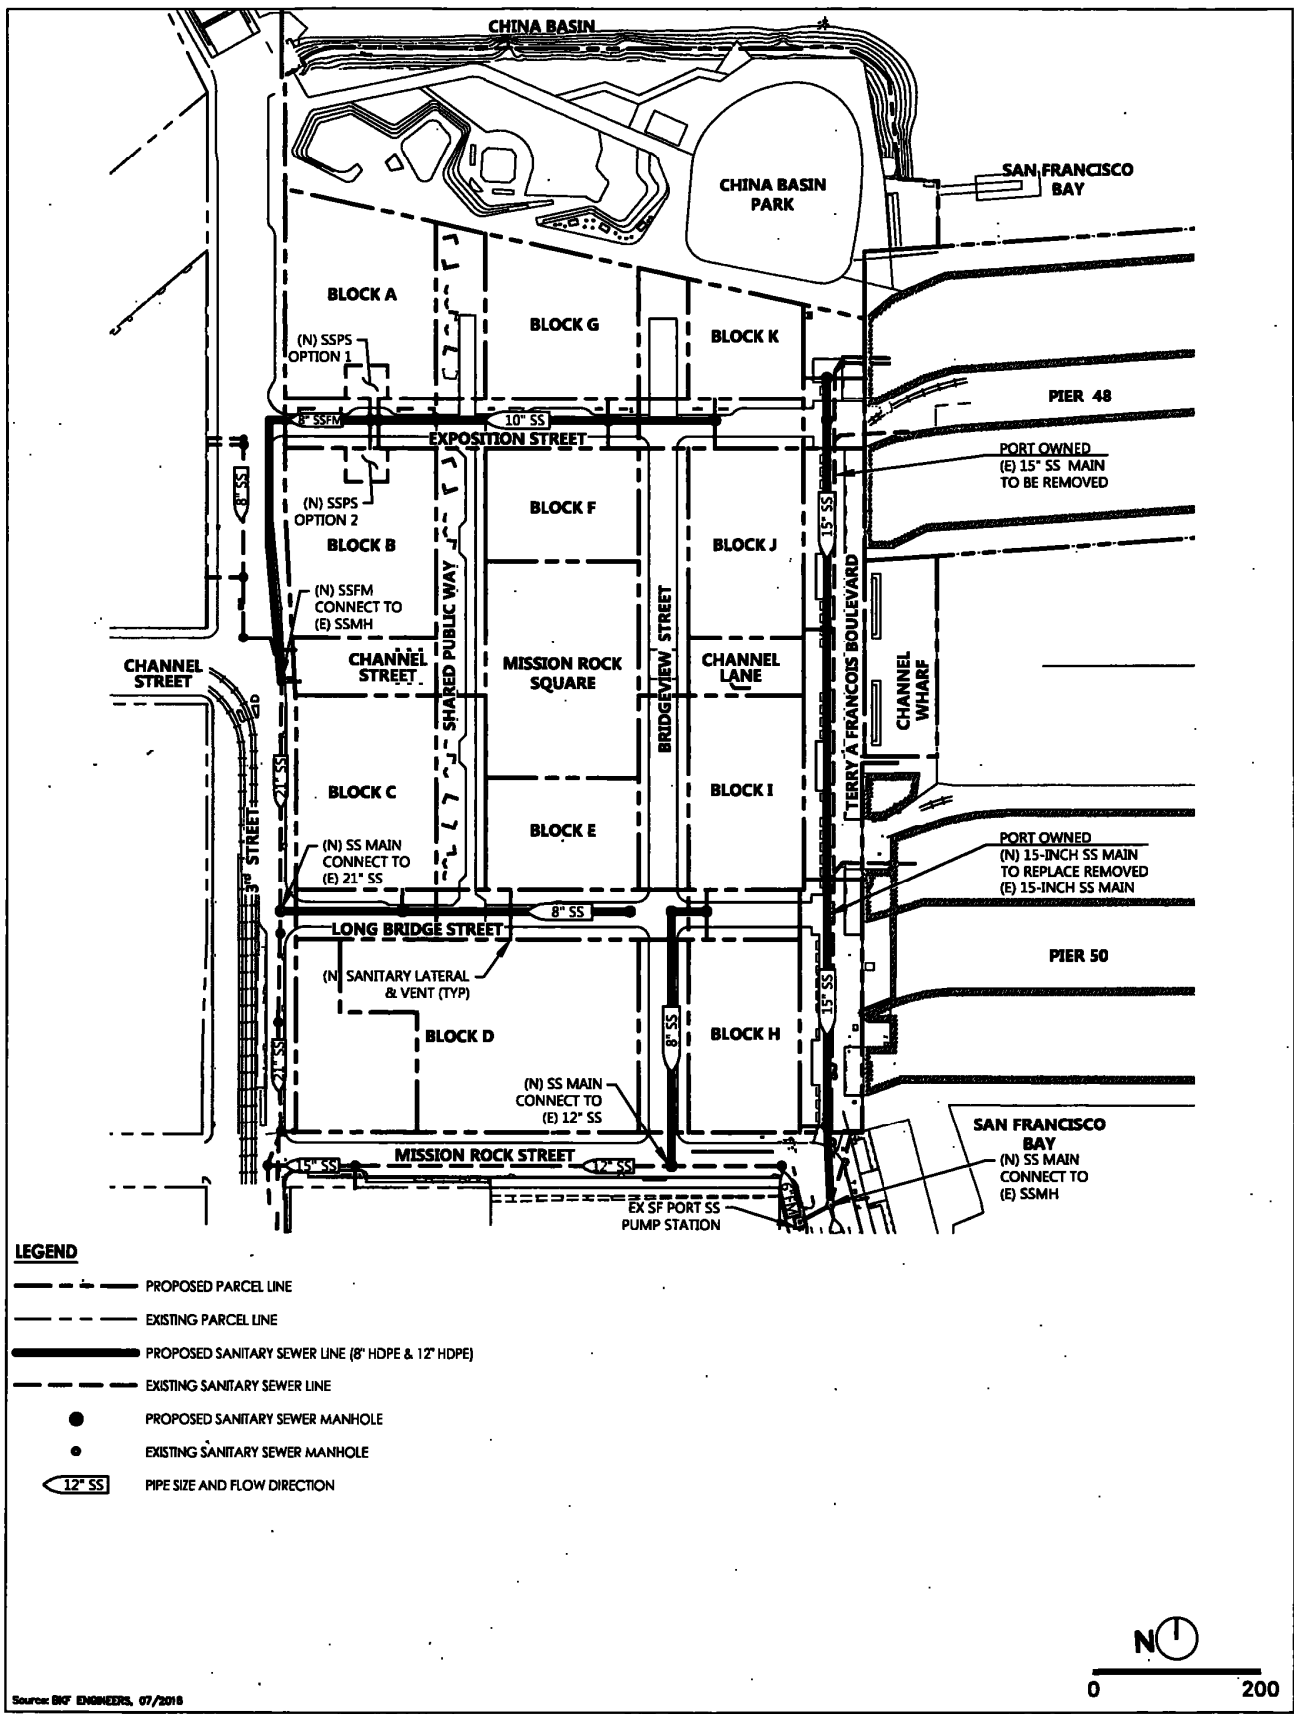 CHINA BASIN
SAN FRANCISCO
BAY
CHINA BASIN
PARK
BLOCK A
BLOCK G
BLOCK K
(N) SSPS
OPTION 1
PIER 48
8" SSFM
10" SS
EXPOSITION STREET
PORT OWNED
(E) 15" SS MAIN
TO BE REMOVED
8" SS
(N) SSPS
OPTION 2
BLOCK F
15" SS
BLOCK B
BLOCK J
(N) SSFM
CONNECT TO
(E) SSMH
SHARED PUBLIC WAY
BRIDGEVIEW STREET
TERRY A FRANCOIS BOULEVARD
CHANNEL
STREET
CHANNEL
STREET
MISSION ROCK
SQUARE
CHANNEL
LANE
CHANNEL
WHARF
21" SS
BLOCK C
BLOCK I
BLOCK E
3rd STREET
(N) SS MAIN
CONNECT TO
(E) 21" SS
PORT OWNED
(N) 15-INCH SS MAIN
TO REPLACE REMOVED
(E) 15-INCH SS MAIN
8" SS
LONG BRIDGE STREET
PIER 50
(N) SANITARY LATERAL
& VENT (TYP)
15" SS
BLOCK D
8" SS
BLOCK H
21" SS
(N) SS MAIN
CONNECT TO
(E) 12" SS
SAN FRANCISCO
BAY
(N) SS MAIN
CONNECT TO
(E) SSMH
MISSION ROCK STREET
15" SS
12" SS
6" FM
EX SF PORT SS
PUMP STATION
LEGEND
PROPOSED PARCEL LINE
EXISTING PARCEL LINE
PROPOSED SANITARY SEWER LINE (8" HDPE & 12" HDPE)
EXISTING SANITARY SEWER LINE
PROPOSED SANITARY SEWER MANHOLE
EXISTING SANITARY SEWER MANHOLE
12" SS
PIPE SIZE AND FLOW DIRECTION
N
0 200
Source: BKF ENGINEERS, 07/2018